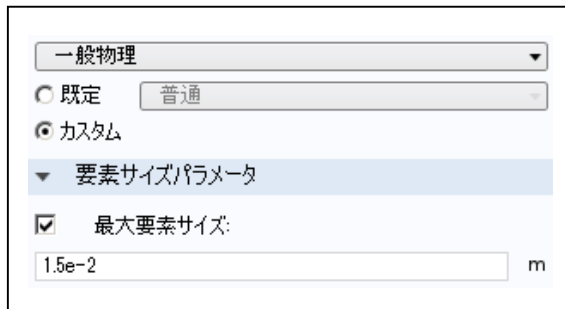 一般物理
既定 普通
カスタム
要素サイズパラメータ
最大要素サイズ:
1.5e-2 m